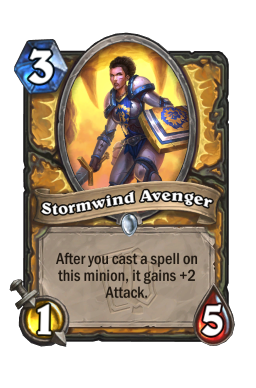 3
Stormwind Avenger
After you cast a spell on
this minion, it gains +2
Attack.
1
5